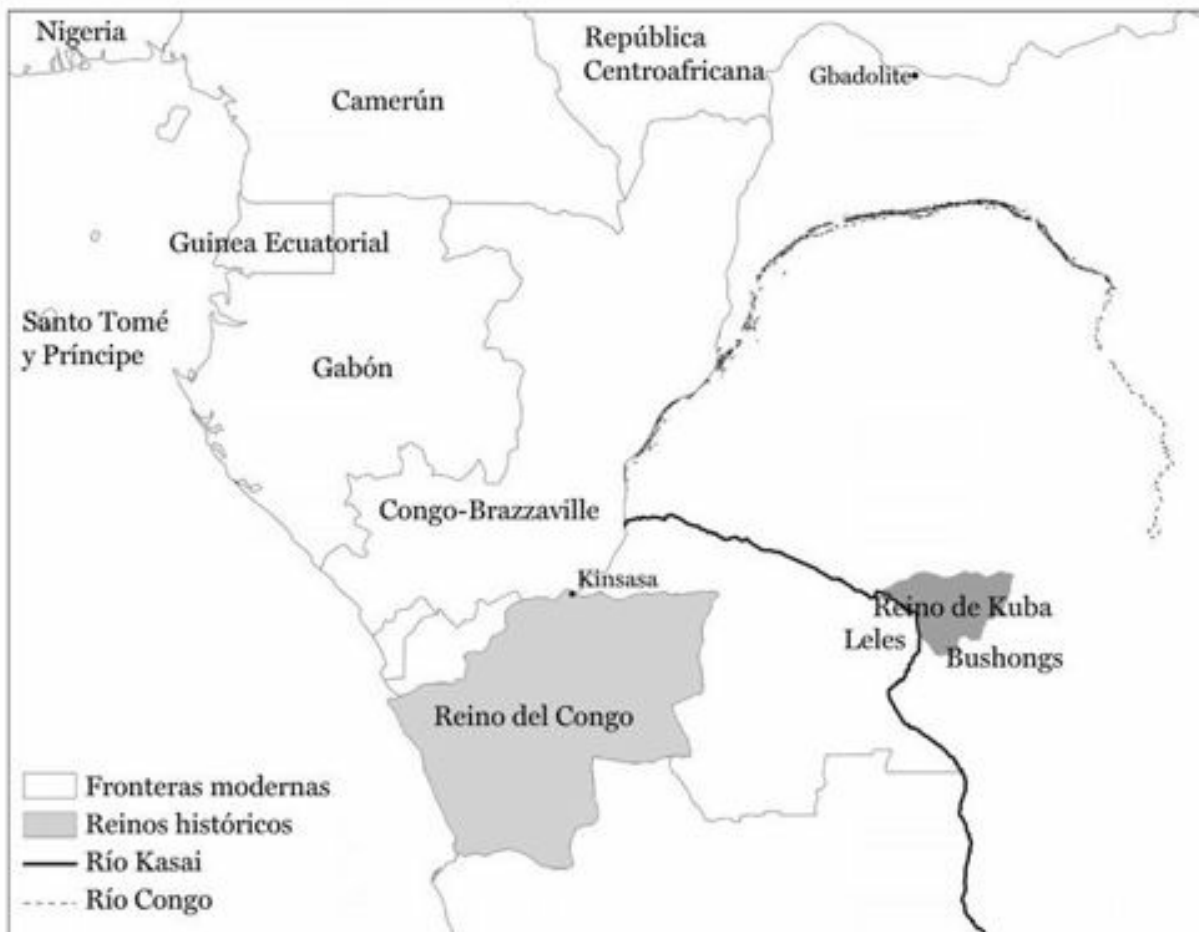 Nigeria
República
Centroafricana
Gbadolite
Camerún
Guinea Ecuatorial
Santo Tomé
y Príncipe
Gabón
Congo-Brazzaville
Kinsasa
Reino de Kuba
Leles
Bushongs
Reino del Congo
Fronteras modernas
Reinos históricos
Río Kasai
Río Congo